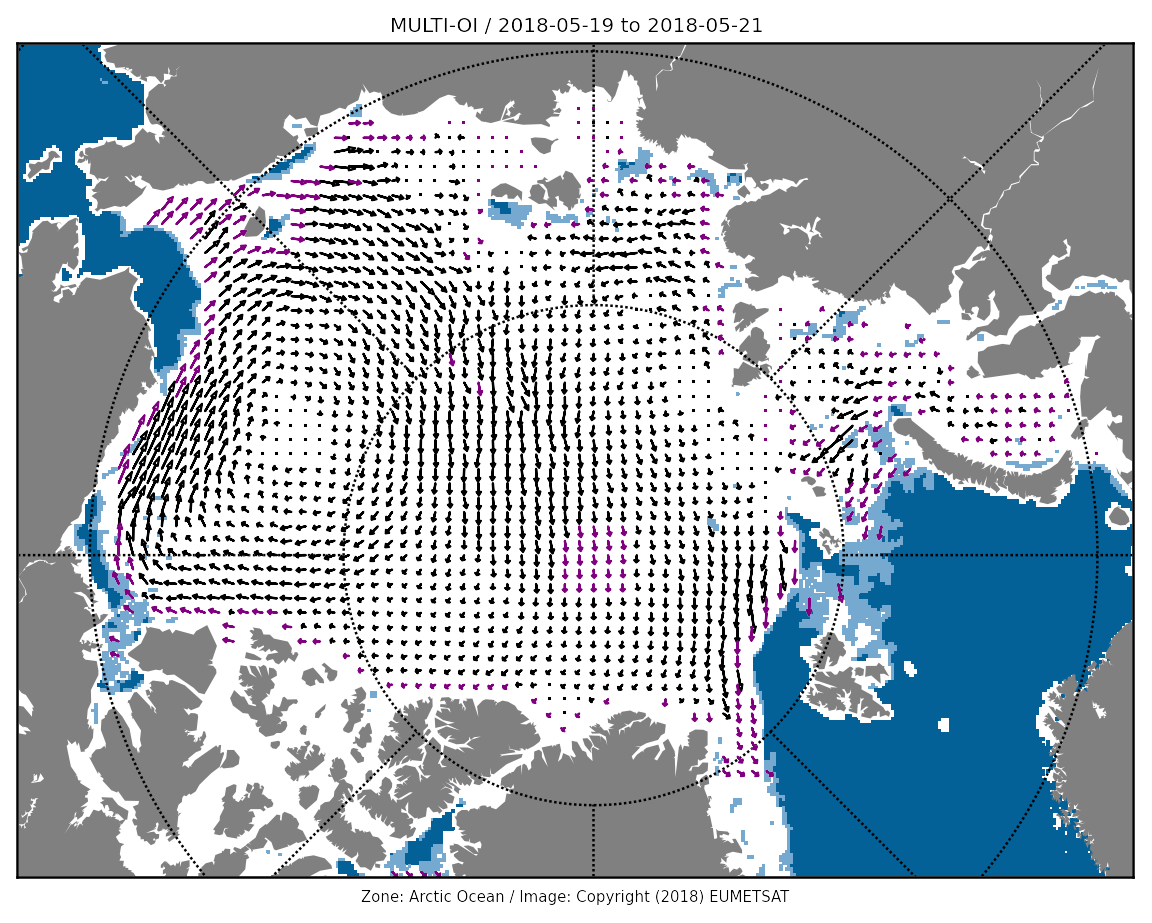 MULTI-OI / 2018-05-19 to 2018-05-21
Zone: Arctic Ocean / Image: Copyright (2018) EUMETSAT